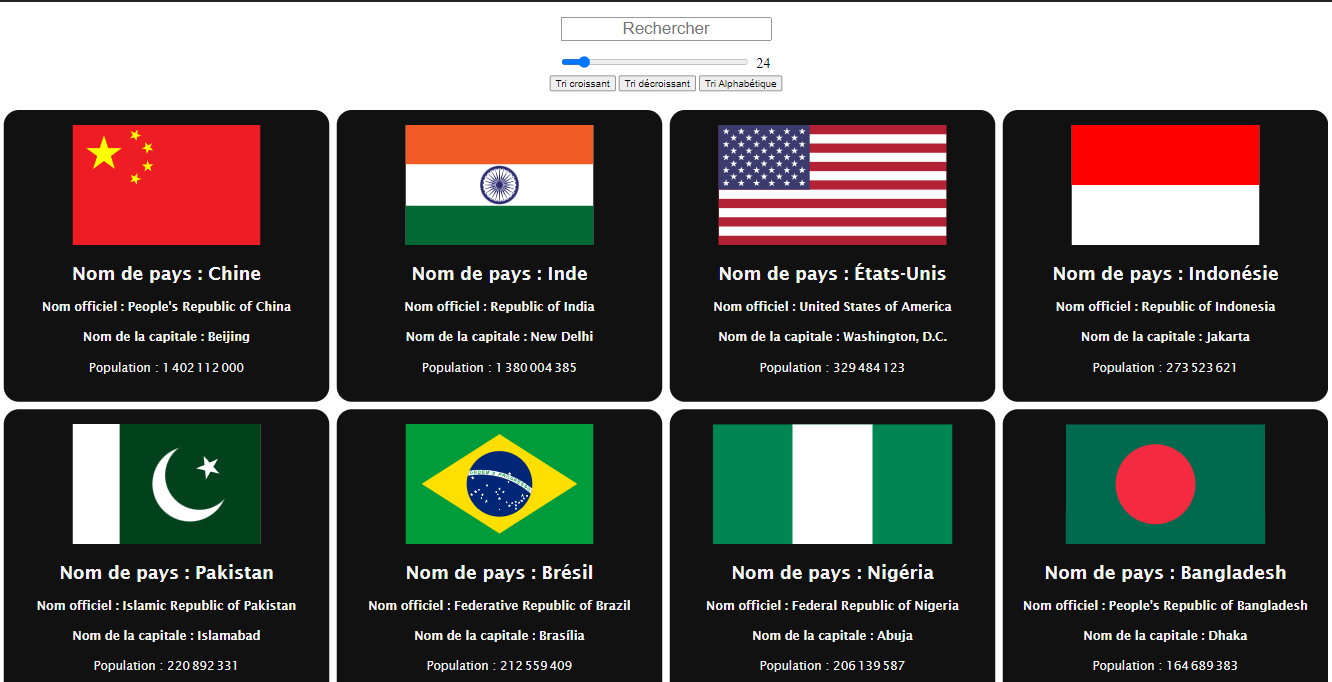 Rechercher
24
Tri croissant Tri décroissant Tri Alphabétique
Nom de pays : Chine
Nom officiel : People's Republic of China
Nom de la capitale : Beijing
Population : 1 402 112 000
Nom de pays : Inde
Nom officiel : Republic of India
Nom de la capitale : New Delhi
Population : 1 380 004 385
Nom de pays : États-Unis
Nom officiel : United States of America
Nom de la capitale : Washington, D.C.
Population : 329 484 123
Nom de pays : Indonésie
Nom officiel : Republic of Indonesia
Nom de la capitale : Jakarta
Population : 273 523 621
Nom de pays : Pakistan
Nom officiel : Islamic Republic of Pakistan
Nom de la capitale : Islamabad
Population : 220 892 331
ORDEM E PROGRESSO
Nom de pays : Brésil
Nom officiel : Federative Republic of Brazil
Nom de la capitale : Brasília
Population : 212 559 409
Nom de pays : Nigéria
Nom officiel : Federal Republic of Nigeria
Nom de la capitale : Abuja
Population : 206 139 587
Nom de pays : Bangladesh
Nom officiel : People's Republic of Bangladesh
Nom de la capitale : Dhaka
Population : 164 689 383